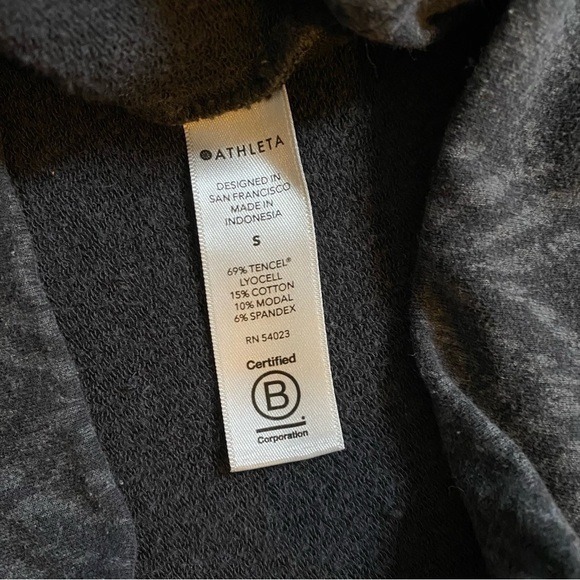 ATHLETA
DESIGNED IN
SAN FRANCISCO
MADE IN
INDONESIA
S
69% TENCEL®
LYOCELL
15% COTTON
10% MODAL
6% SPANDEX
RN 54023
Certified
B
Corporation